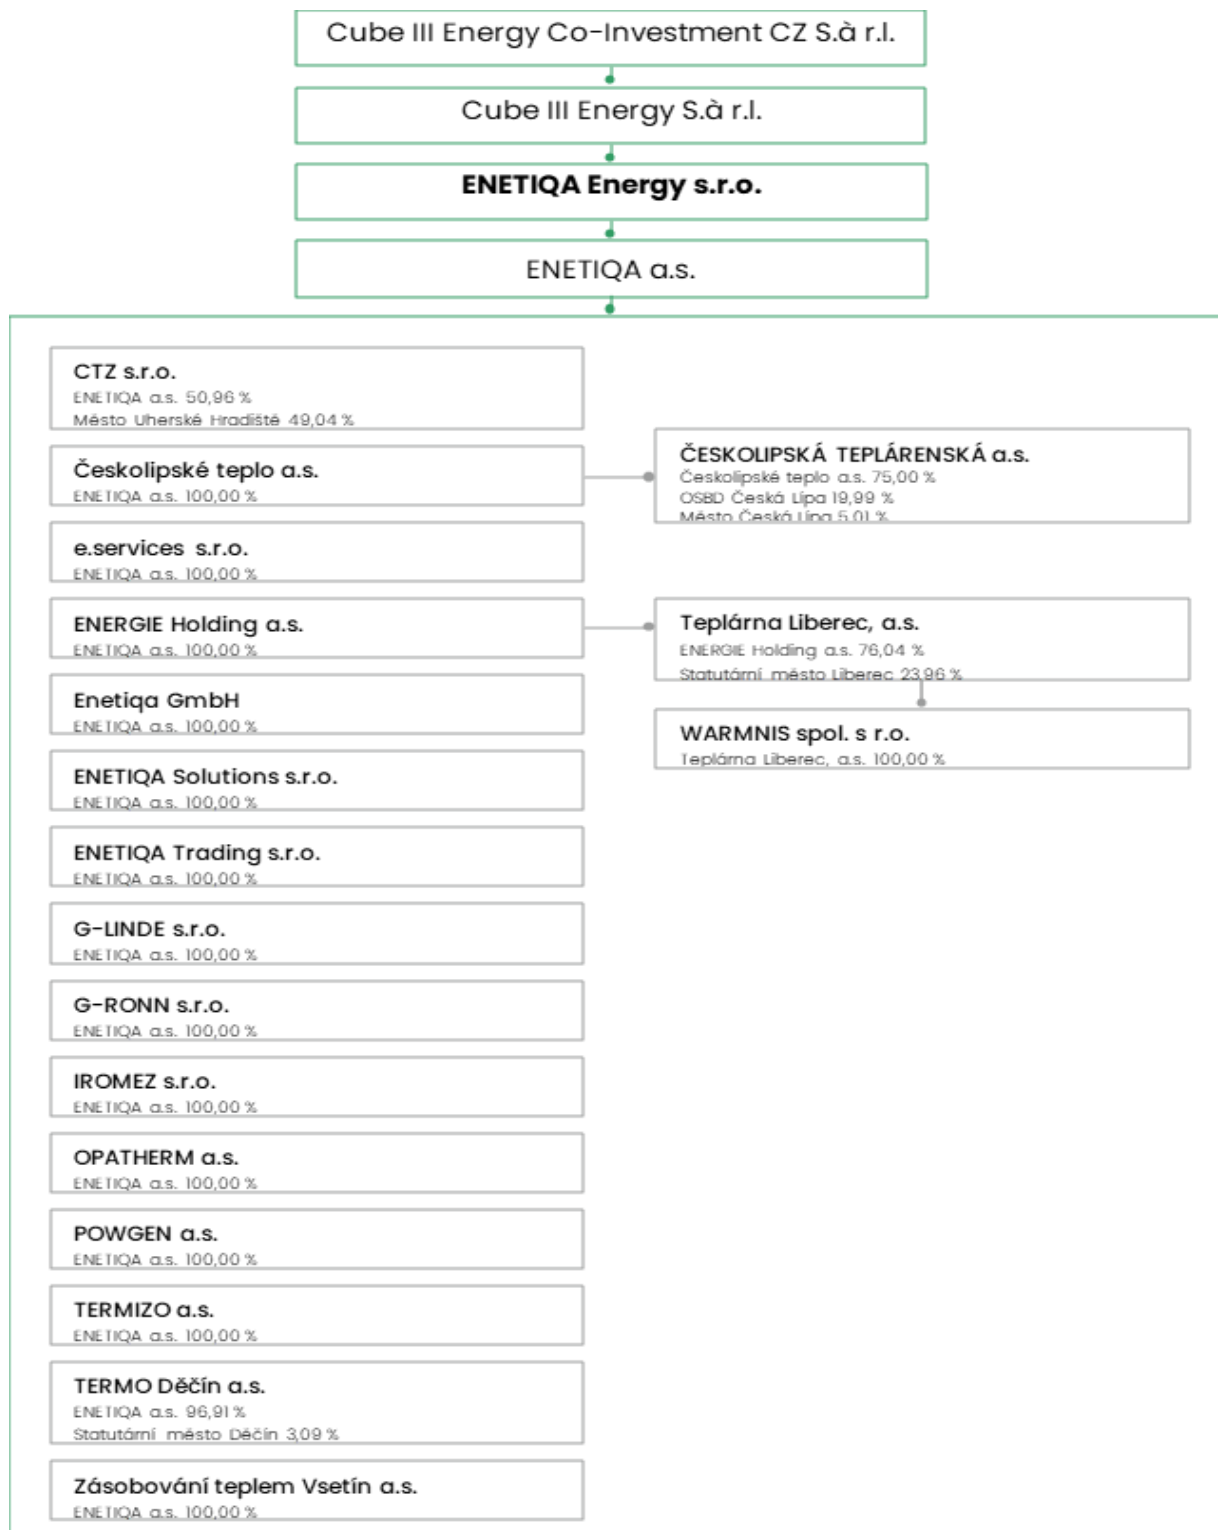 Cube III Energy Co-Investment CZ S.à r.l.
Cube III Energy S.à r.l.
ENETIQA Energy s.r.o.
ENETIQA a.s.
CTZ s.r.o.
ENETIQA a.s. 50,96 %
Město Uherské Hradiště 49,04 %
Českolipské teplo a.s.
ENETIQA a.s. 100,00 %
ČESKOLIPSKÁ TEPLÁRENSKÁ a.s.
Českolipské teplo a.s. 75,00 %
OSBD Česká Lípa 19,99 %
Město Česká Lípa 5,01 %
e.services s.r.o.
ENETIQA a.s. 100,00 %
ENERGIE Holding a.s.
ENETIQA a.s. 100,00 %
Teplárna Liberec, a.s.
ENERGIE Holding a.s. 76,04 %
Statutární město Liberec 23,96 %
Enetiqa GmbH
ENETIQA a.s. 100,00 %
WARMNIS spol. s r.o.
Teplárna Liberec, a.s. 100,00 %
ENETIQA Solutions s.r.o.
ENETIQA a.s. 100,00 %
ENETIQA Trading s.r.o.
ENETIQA a.s. 100,00 %
G-LINDE s.r.o.
ENETIQA a.s. 100,00 %
G-RONN s.r.o.
ENETIQA a.s. 100,00 %
IROMEZ s.r.o.
ENETIQA a.s. 100,00 %
OPATHERM a.s.
ENETIQA a.s. 100,00 %
POWGEN a.s.
ENETIQA a.s. 100,00 %
TERMIZO a.s.
ENETIQA a.s. 100,00 %
TERMO Děčín a.s.
ENETIQA a.s. 96,91 %
Statutární město Děčín 3,09 %
Zásobování teplem Vsetín a.s.
ENETIQA a.s. 100,00 %